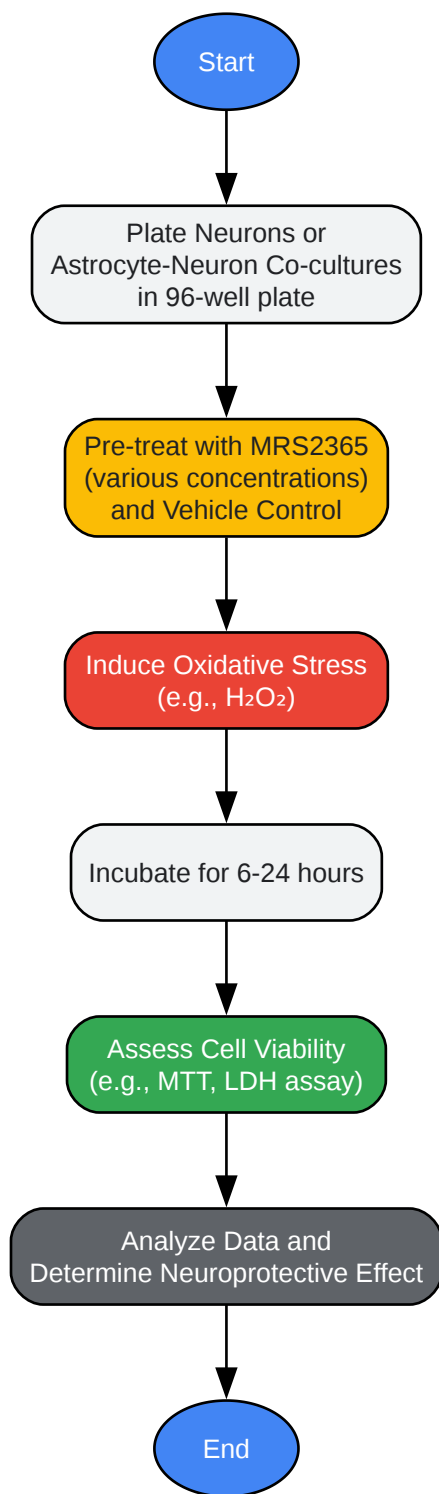 Start
Plate Neurons or
Astrocyte-Neuron Co-cultures
in 96-well plate
Pre-treat with MRS2365
(various concentrations)
and Vehicle Control
Induce Oxidative Stress
(e.g., H₂O₂)
Incubate for 6-24 hours
Assess Cell Viability
(e.g., MTT, LDH assay)
Analyze Data and
Determine Neuroprotective Effect
End